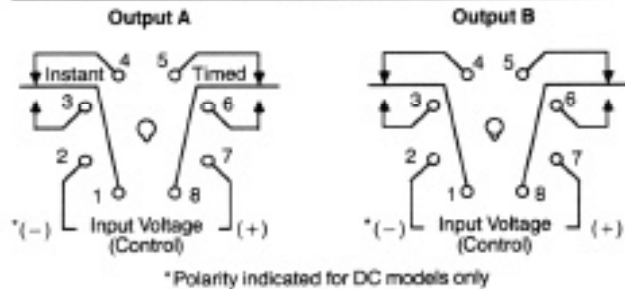 Output A
Output B
4 5
Instant Timed
3 6
2 7
1 8
*(−) Input Voltage (+)
(Control)
4 5
3 6
2 7
1 8
*(−) Input Voltage (+)
(Control)
*Polarity indicated for DC models only